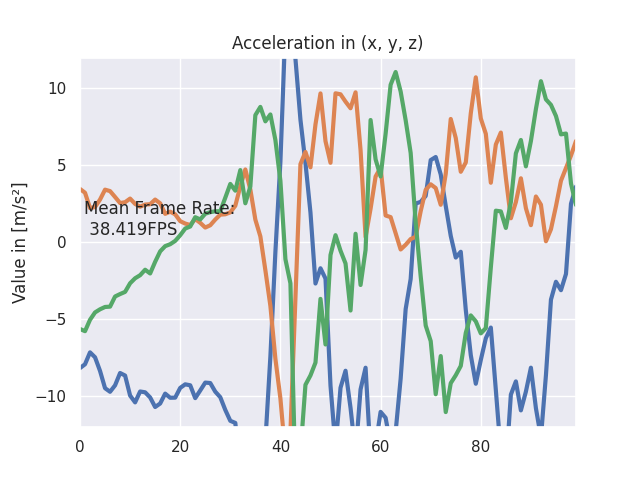 Acceleration in (x, y, z)
Value in [m/s²]
10
5
0
−5
−10
Mean Frame Rate:
38.419FPS
0 20 40 60 80